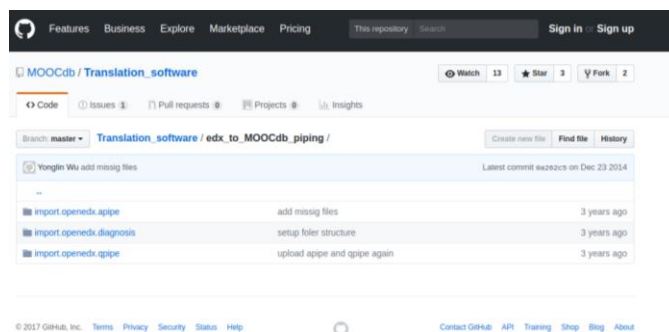 Features Business Explore Marketplace Pricing This repository Search Sign in or Sign up
MOOCdb / Translation_software Watch 13 Star 3 Fork 2
Code Issues 1 Pull requests 0 Projects 0 Insights
Branch: master Translation_software / edx_to_MOOCdb_piping / Create new file Find file History
Yonglin Wu add missig files Latest commit on Dec 23 2014
..
import.openedx.apipe add missig files 3 years ago
import.openedx.diagnosis setup foler structure 3 years ago
import.openedx.qpipe upload apipe and qpipe again 3 years ago
© 2017 GitHub, Inc. Terms Privacy Security Status Help Contact GitHub API Training Shop Blog About